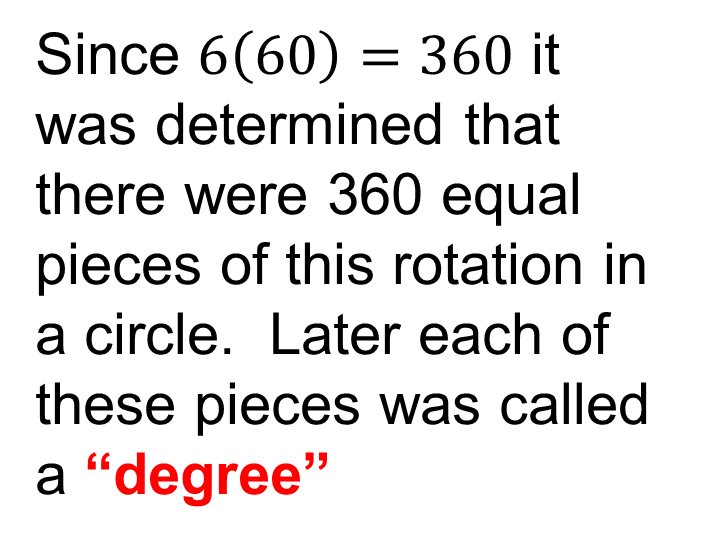 Since 6(60) = 360 it
was determined that
there were 360 equal
pieces of this rotation in
a circle.  Later each of
these pieces was called
a “degree”